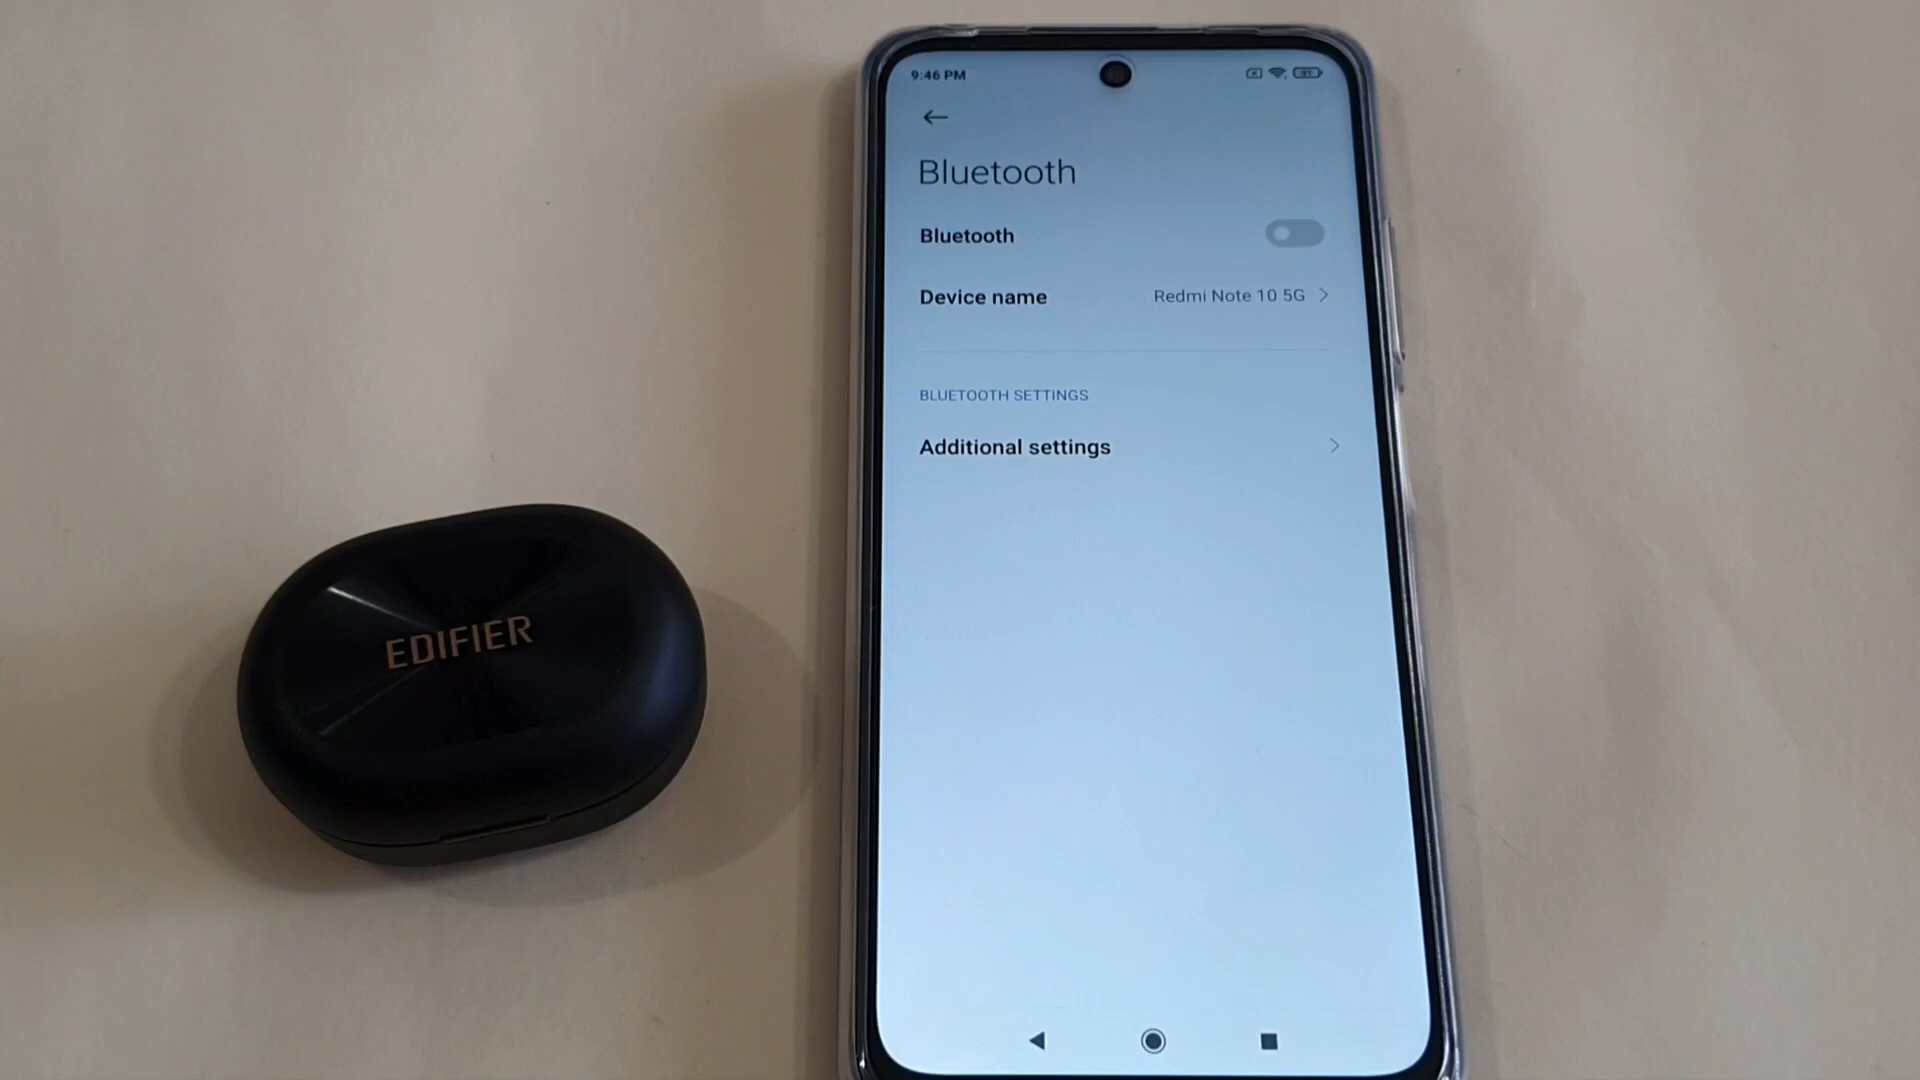 9:46 PM
Bluetooth
Bluetooth
Device name
Redmi Note 10 5G
BLUETOOTH SETTINGS
Additional settings
EDIFIER